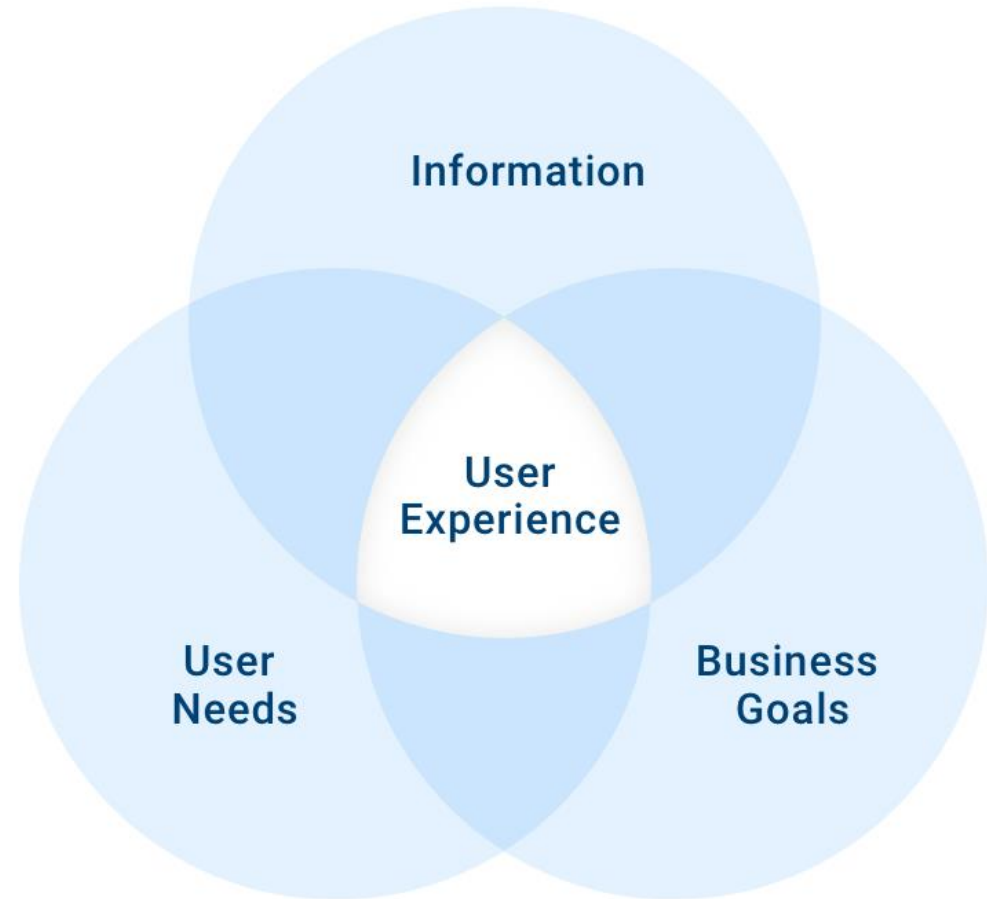 Information
User
Experience
User
Needs
Business
Goals